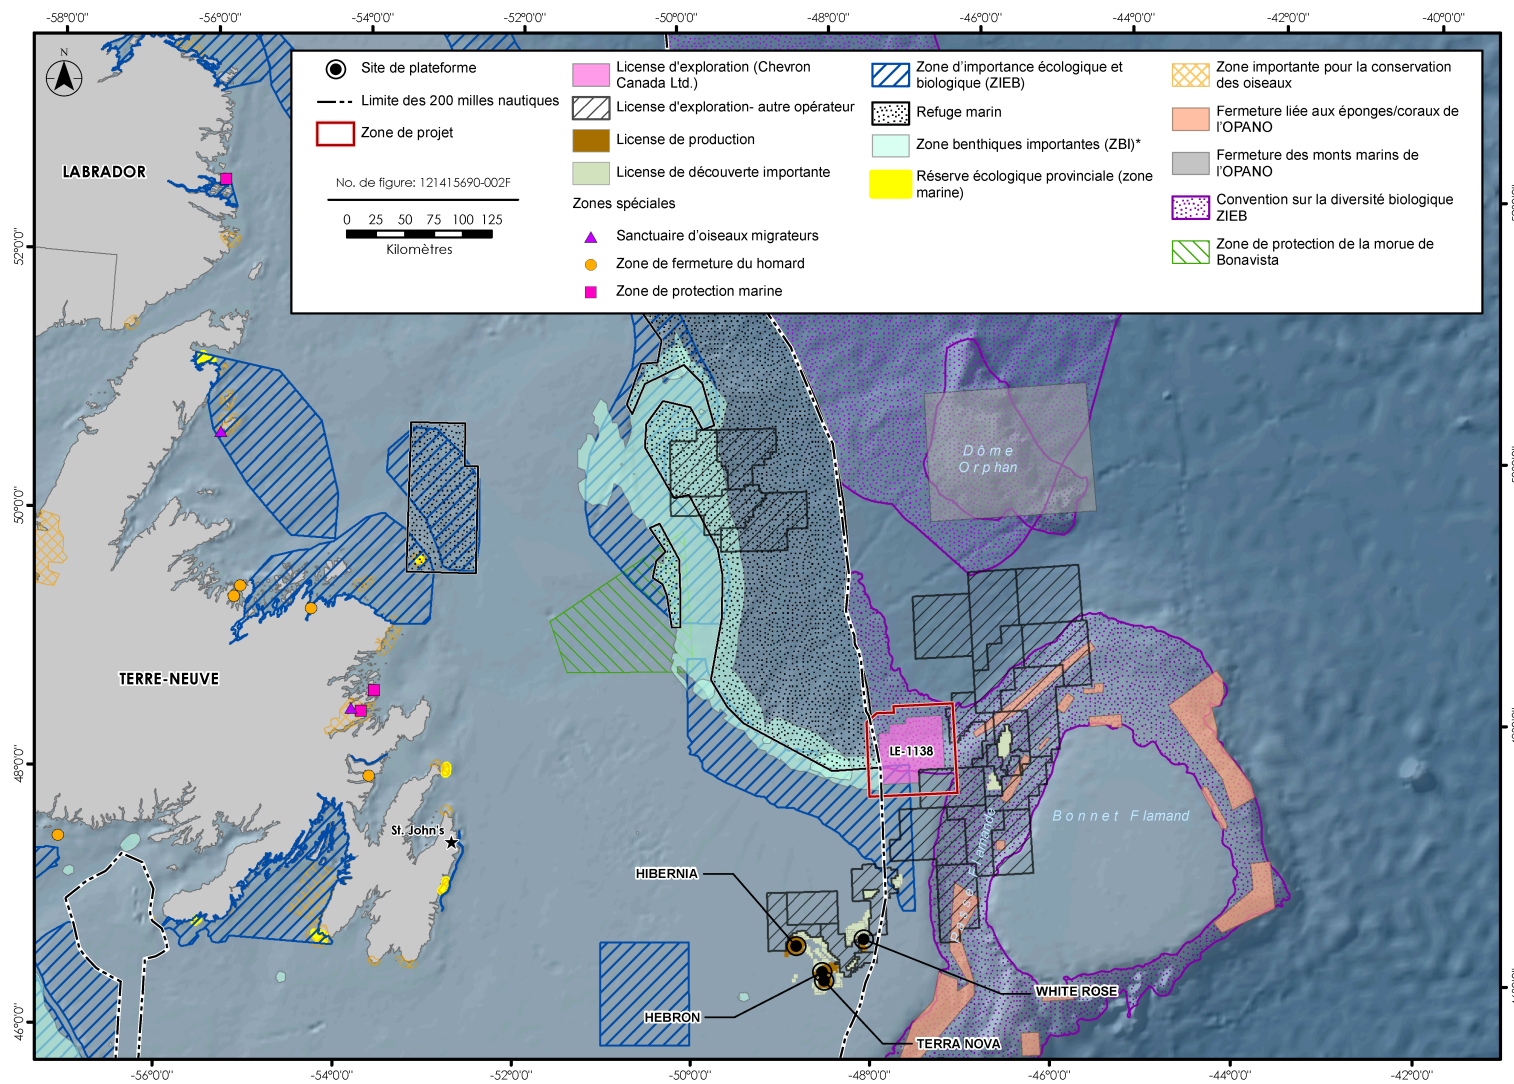 -58°0'0"
-56°0'0"
-54°0'0"
-52°0'0"
-50°0'0"
-48°0'0"
-46°0'0"
-44°0'0"
-42°0'0"
-40°0'0"
N
Site de plateforme
Limite des 200 milles nautiques
Zone de projet
No. de figure: 121415690-002F
0 25 50 75 100 125
Kilomètres
License d'exploration (Chevron
Canada Ltd.)
License d'exploration- autre opérateur
License de production
License de découverte importante
Zones spéciales
Sanctuaire d'oiseaux migrateurs
Zone de fermeture du homard
Zone de protection marine
Zone d'importance écologique et
biologique (ZIEB)
Refuge marin
Zone benthiques importantes (ZBI)*
Réserve écologique provinciale (zone
marine)
Zone importante pour la conservation
des oiseaux
Fermeture liée aux éponges/coraux de
l'OPANO
Fermeture des monts marins de
l'OPANO
Convention sur la diversité biologique
ZIEB
Zone de protection de la morue de
Bonavista
LABRADOR
52°0'0"
Dôme
Orphan
50°0'0"
TERRE-NEUVE
LE-1138
48°0'0"
Bonnet Flamand
St. John's
Passe Flamande
HIBERNIA
WHITE ROSE
HEBRON
TERRA NOVA
46°0'0"
-56°0'0"
-54°0'0"
-52°0'0"
-50°0'0"
-48°0'0"
-46°0'0"
-44°0'0"
-42°0'0"